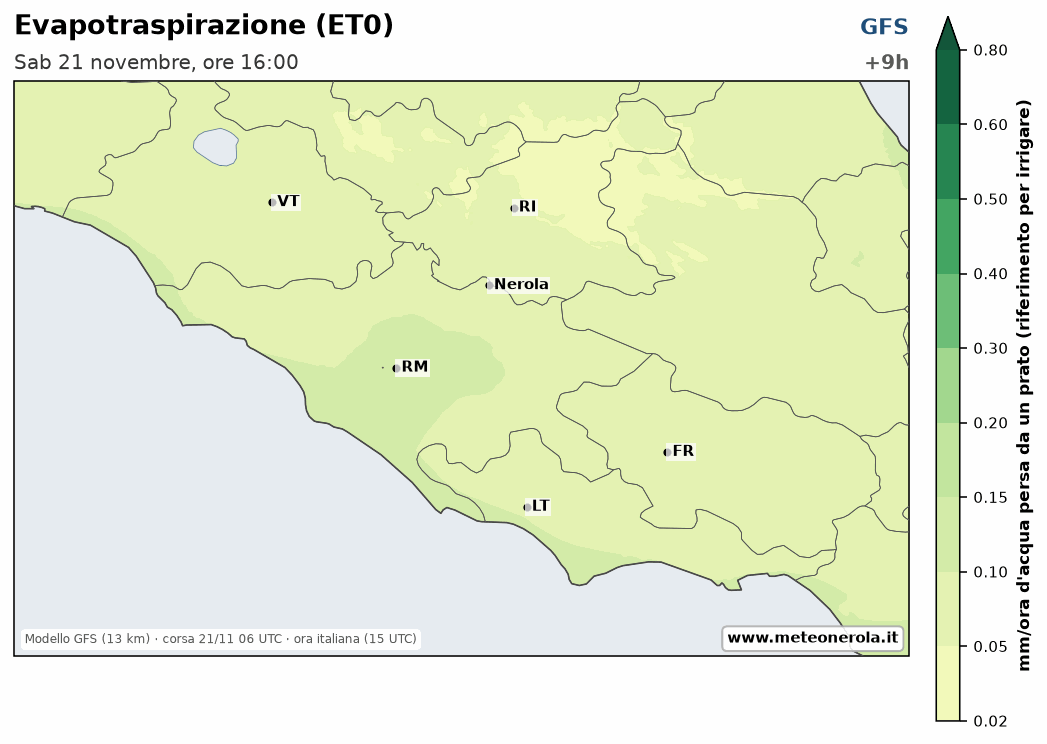 Evapotraspirazione (ET0)
GFS
Sab 21 novembre, ore 16:00
+9h
VT
RI
Nerola
RM
FR
LT
Modello GFS (13 km) · corsa 21/11 06 UTC · ora italiana (15 UTC)
www.meteonerola.it
0.80
0.60
0.50
0.40
0.30
0.20
0.15
0.10
0.05
0.02
mm/ora d'acqua persa da un prato (riferimento per irrigare)